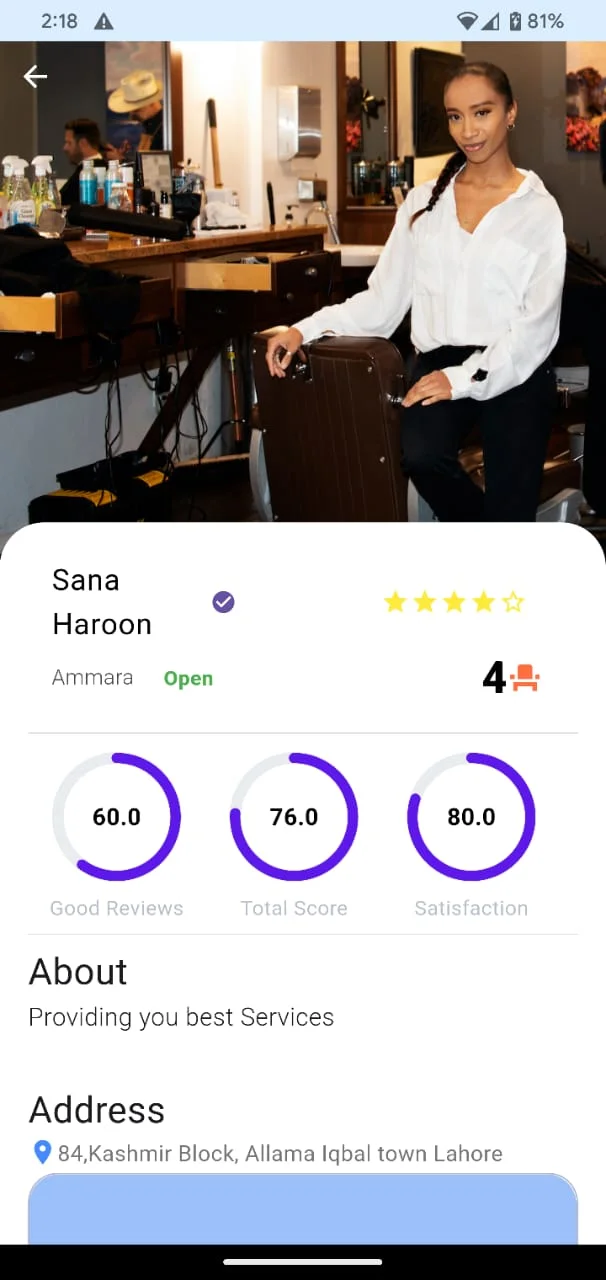 2:18
81%
Sana
Haroon
Ammara Open
4
60.0 76.0 80.0
Good Reviews Total Score Satisfaction
About
Providing you best Services
Address
84,Kashmir Block, Allama Iqbal town Lahore